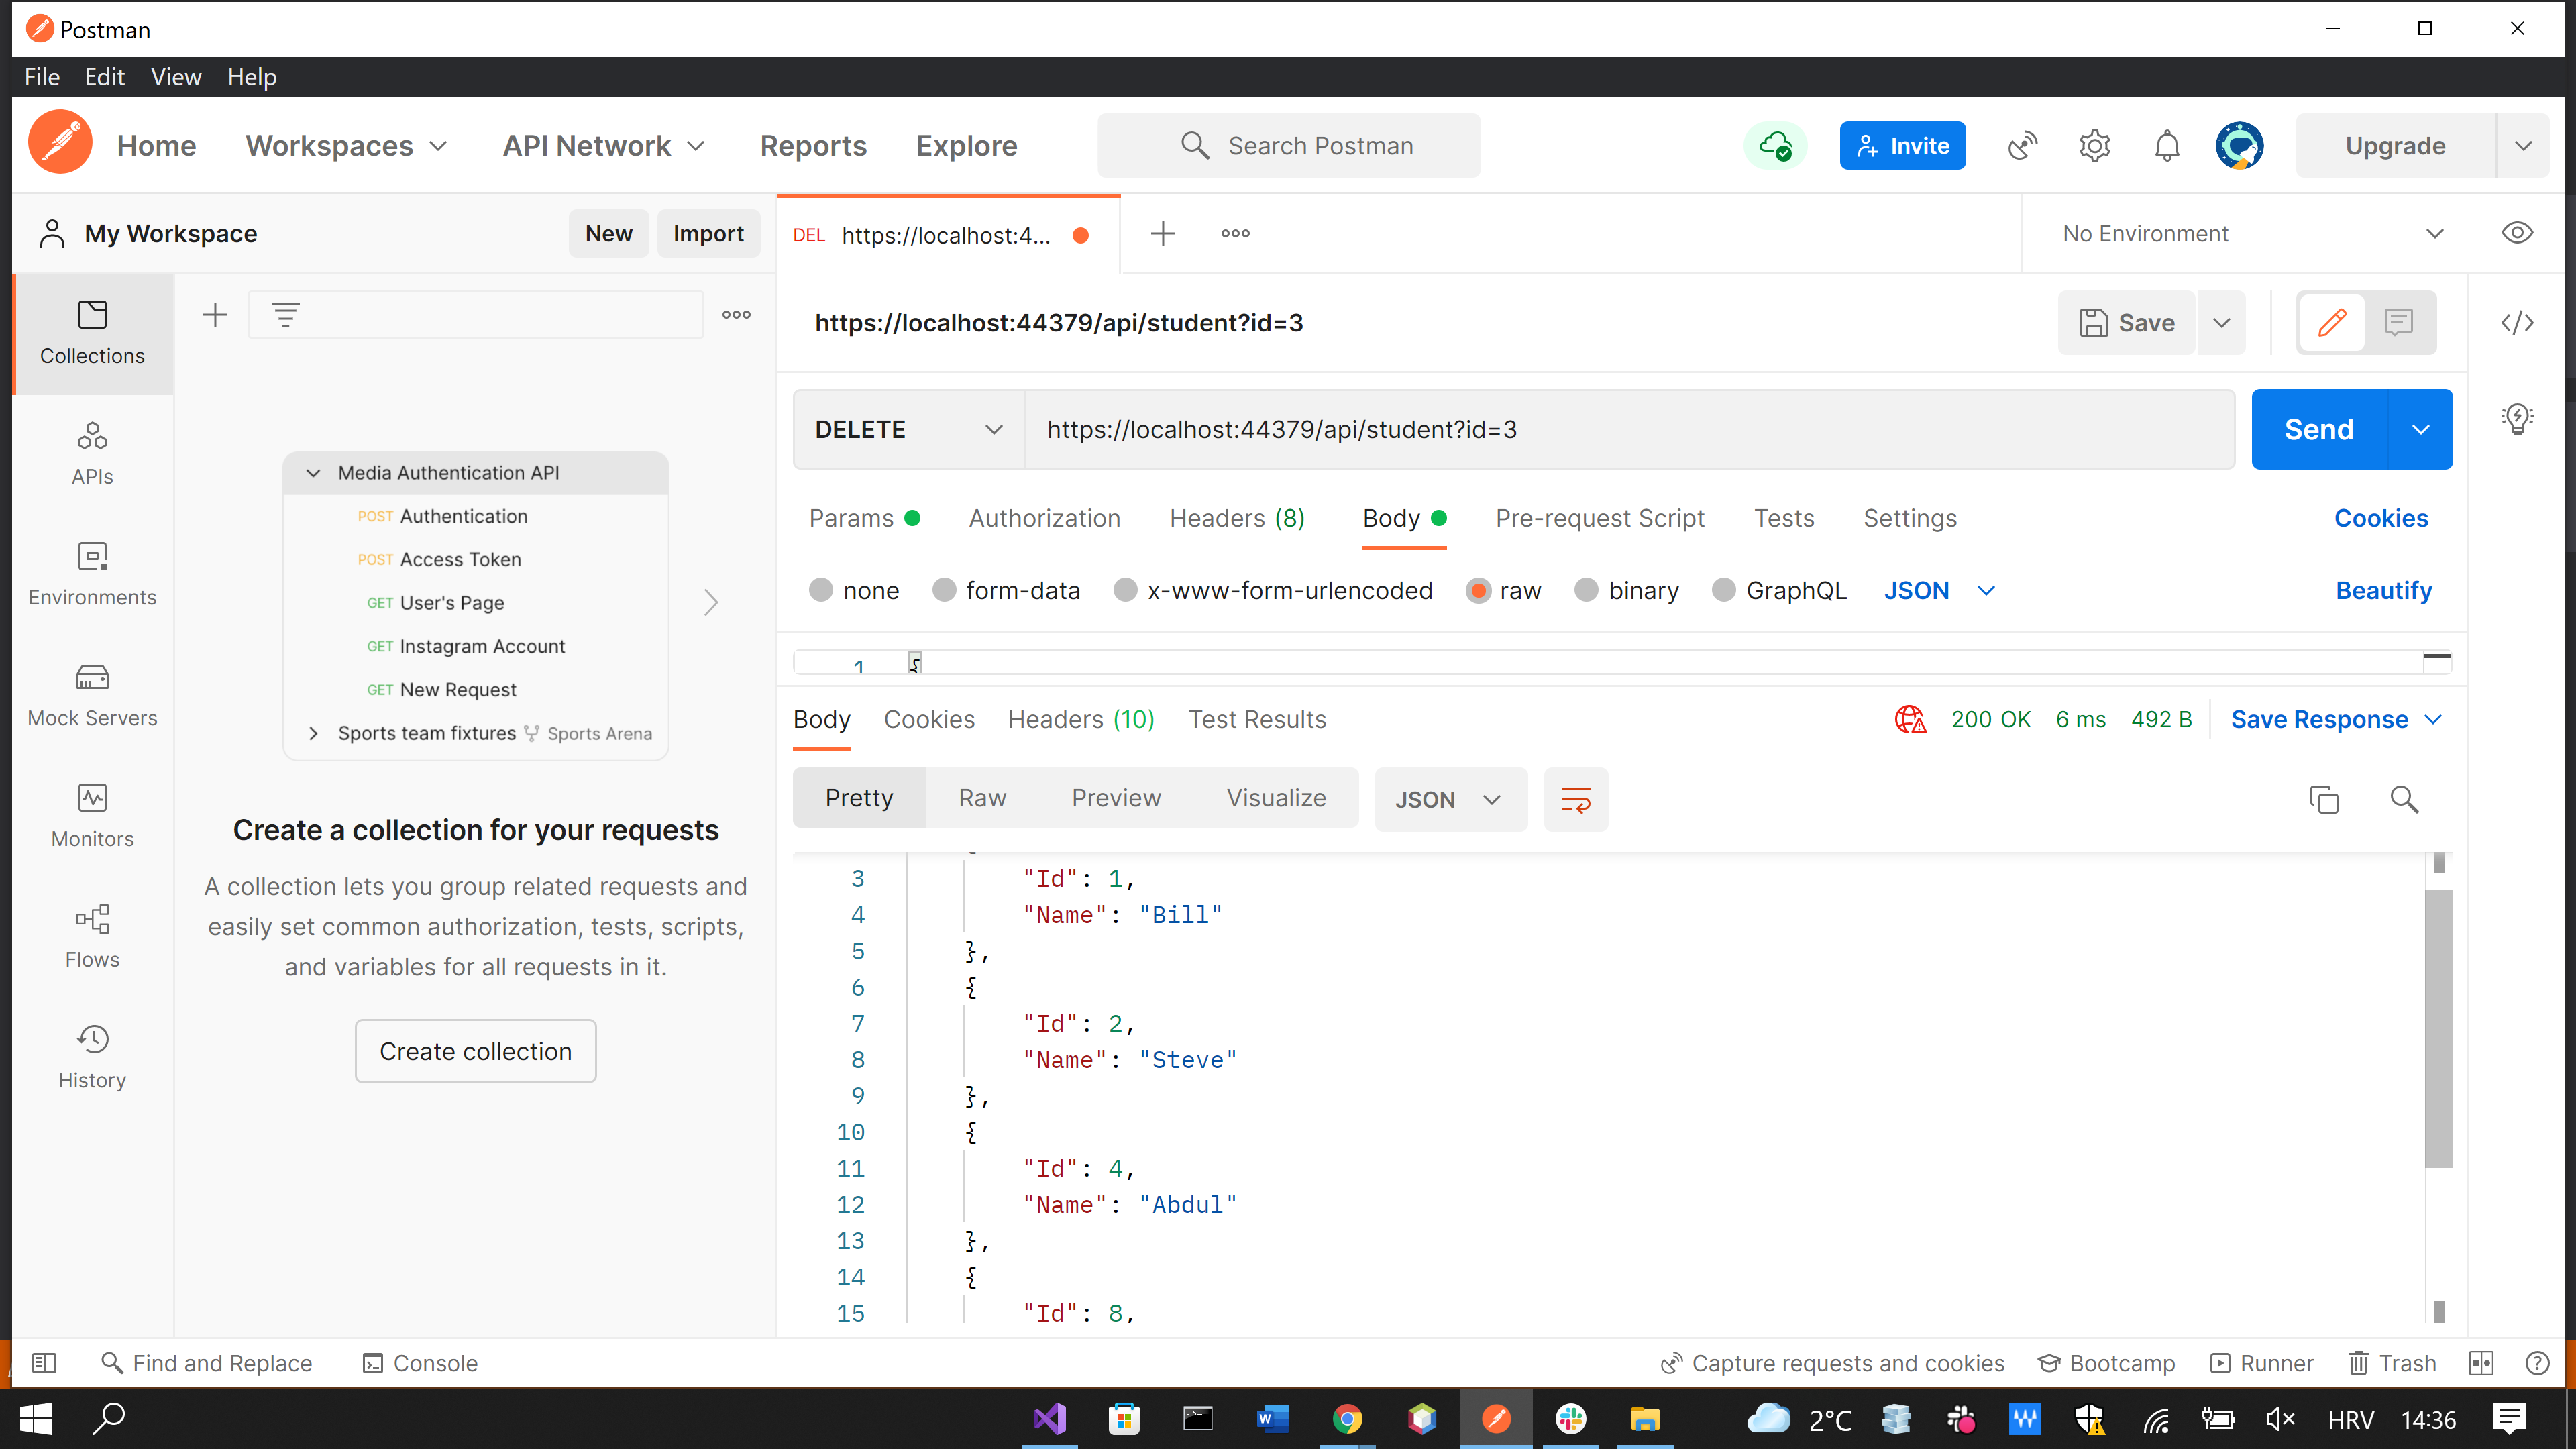 Postman
File Edit View Help
Home Workspaces API Network Reports Explore Search Postman Invite Upgrade
My Workspace New Import
DEL https://localhost:4... No Environment
Collections
APIs
Environments
Mock Servers
Monitors
Flows
History
Media Authentication API
POST Authentication
POST Access Token
GET User's Page
GET Instagram Account
GET New Request
Sports team fixtures Sports Arena
Create a collection for your requests
A collection lets you group related requests and
easily set common authorization, tests, scripts,
and variables for all requests in it.
Create collection
https://localhost:44379/api/student?id=3 Save
DELETE https://localhost:44379/api/student?id=3 Send
Params Authorization Headers (8) Body Pre-request Script Tests Settings Cookies
none form-data x-www-form-urlencoded raw binary GraphQL JSON Beautify
1 {
Body Cookies Headers (10) Test Results 200 OK 6 ms 492 B Save Response
Pretty Raw Preview Visualize JSON
3 "Id": 1,
4 "Name": "Bill"
5 },
6 {
7 "Id": 2,
8 "Name": "Steve"
9 },
10 {
11 "Id": 4,
12 "Name": "Abdul"
13 },
14 {
15 "Id": 8,
Find and Replace Console Capture requests and cookies Bootcamp Runner Trash
2°C HRV 14:36